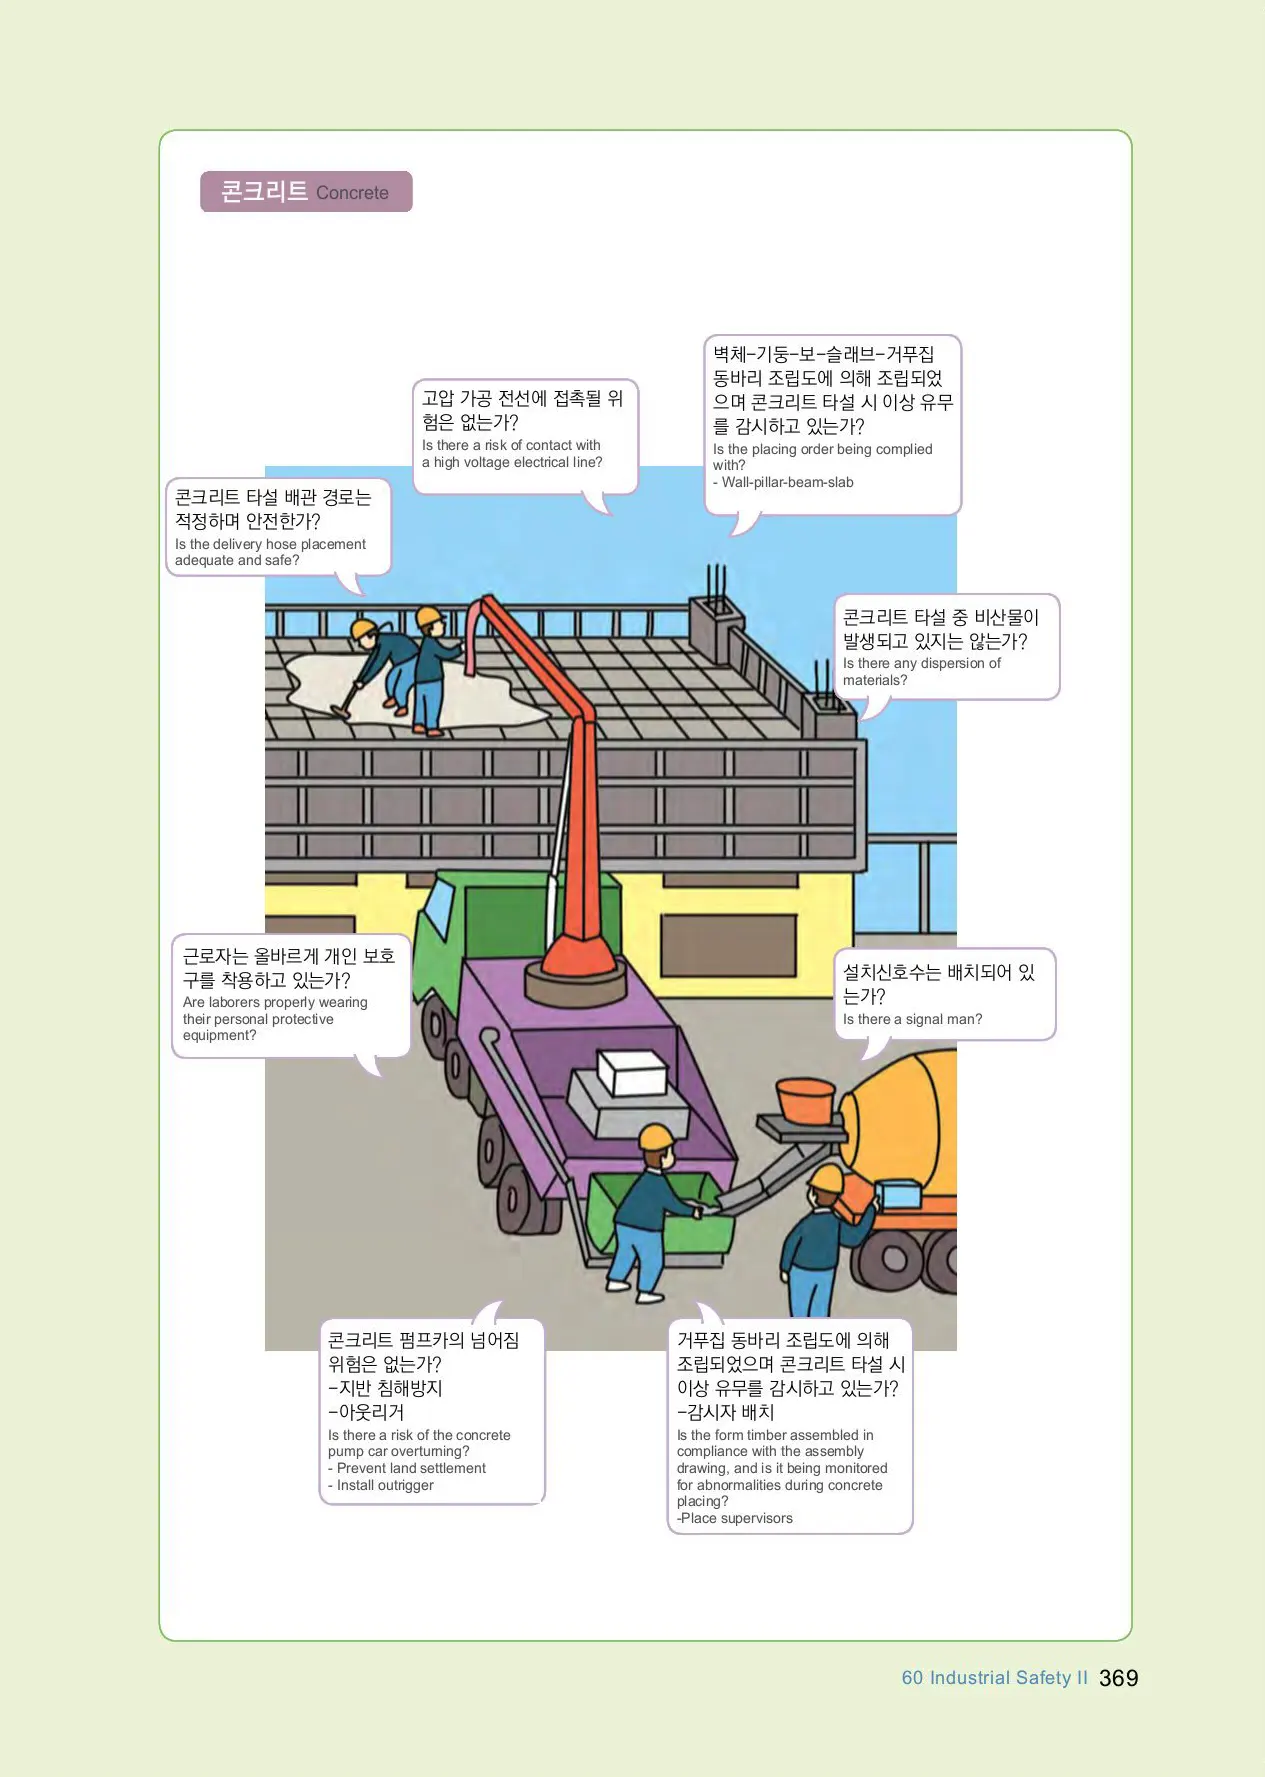 콘크리트 Concrete
벽체-기둥-보-슬래브-거푸집
동바리 조립도에 의해 조립되었
으며 콘크리트 타설 시 이상 유무
를 감시하고 있는가?
Is the placing order being complied
with?
- Wall-pillar-beam-slab
고압 가공 전선에 접촉될 위
험은 없는가?
Is there a risk of contact with
a high voltage electrical line?
콘크리트 타설 배관 경로는
적정하며 안전한가?
Is the delivery hose placement
adequate and safe?
콘크리트 타설 중 비산물이
발생되고 있지는 않는가?
Is there any dispersion of
materials?
근로자는 올바르게 개인 보호
구를 착용하고 있는가?
Are laborers properly wearing
their personal protective
equipment?
설치신호수는 배치되어 있
는가?
Is there a signal man?
콘크리트 펌프카의 넘어짐
위험은 없는가?
-지반 침해방지
-아웃리거
Is there a risk of the concrete
pump car overturning?
- Prevent land settlement
- Install outrigger
거푸집 동바리 조립도에 의해
조립되었으며 콘크리트 타설 시
이상 유무를 감시하고 있는가?
-감시자 배치
Is the form timber assembled in
compliance with the assembly
drawing, and is it being monitored
for abnormalities during concrete
placing?
-Place supervisors
60 Industrial Safety II 369